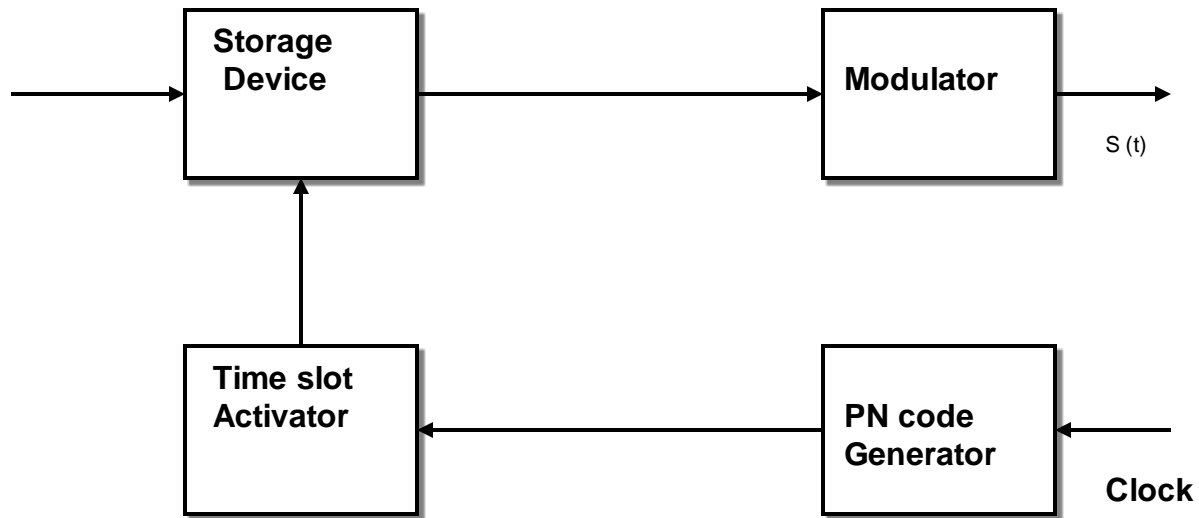 Storage
Device
Modulator
S (t)
Time slot
Activator
PN code
Generator
Clock